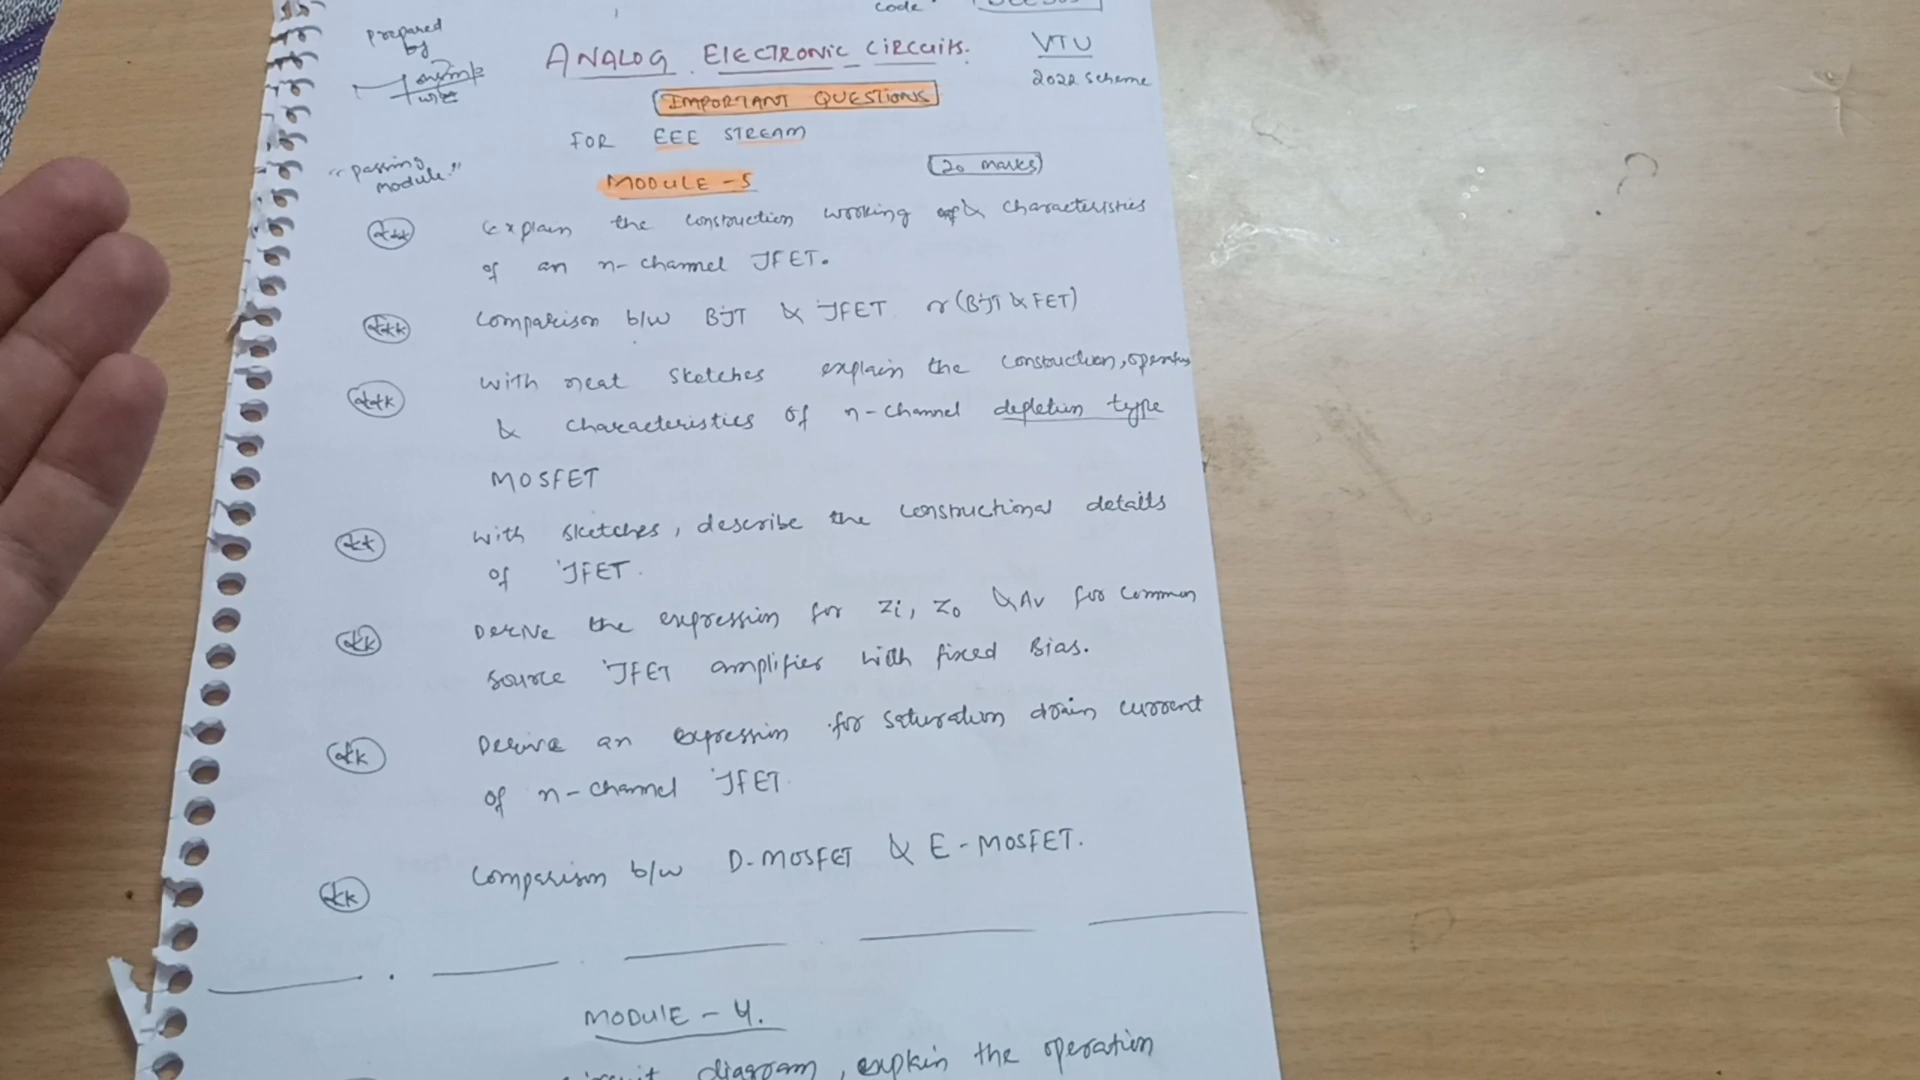 code
prepared
by
ANALOG ELECTRONIC CIRCUITS.
VTU
2022 Scheme
IMPORTANT QUESTIONS
FOR EEE STREAM
"passing
module"
MODULE - 5
20 marks
explain the construction working & characteristics
of an n-channel JFET.
comparison b/w BJT & JFET or (BJT & FET)
with neat sketches explain the construction,
& characteristics of n-channel depletion type
MOSFET
with sketches, describe the constructional details
of JFET.
Derive the expression for Zi, Zo & Av for common
source JFET amplifier with fixed Bias.
Derive an expression for saturation drain current
of n-channel JFET.
comparison b/w D-MOSFET & E-MOSFET.
MODULE - 4.
diagram, explain the operation